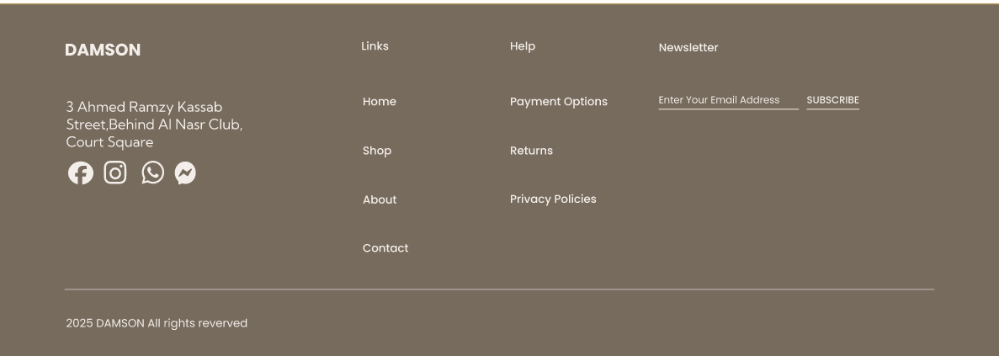 DAMSON
3 Ahmed Ramzy Kassab
Street,Behind Al Nasr Club,
Court Square
Links
Home
Shop
About
Contact
Help
Payment Options
Returns
Privacy Policies
Newsletter
Enter Your Email Address
SUBSCRIBE
2025 DAMSON All rights reverved